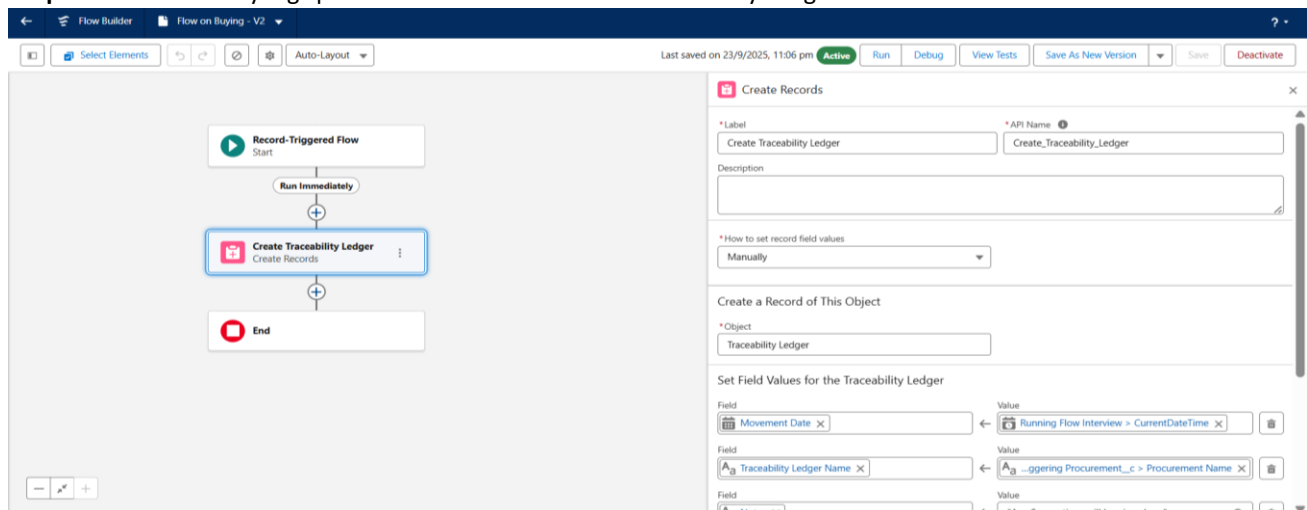 Flow Builder Flow on Buying - V2 ?
Select Elements Auto-Layout Last saved on 23/9/2025, 11:06 pm Active Run Debug View Tests Save As New Version Save Deactivate
Create Records
*Label *API Name
Create Traceability Ledger Create_Traceability_Ledger
Description
Record-Triggered Flow
Start
Run Immediately
Create Traceability Ledger
Create Records
End
*How to set record field values
Manually
Create a Record of This Object
*Object
Traceability Ledger
Set Field Values for the Traceability Ledger
Field Value
Movement Date Running Flow Interview > CurrentDateTime
Field Value
Traceability Ledger Name ...ggering Procurement__c > Procurement Name
Field Value